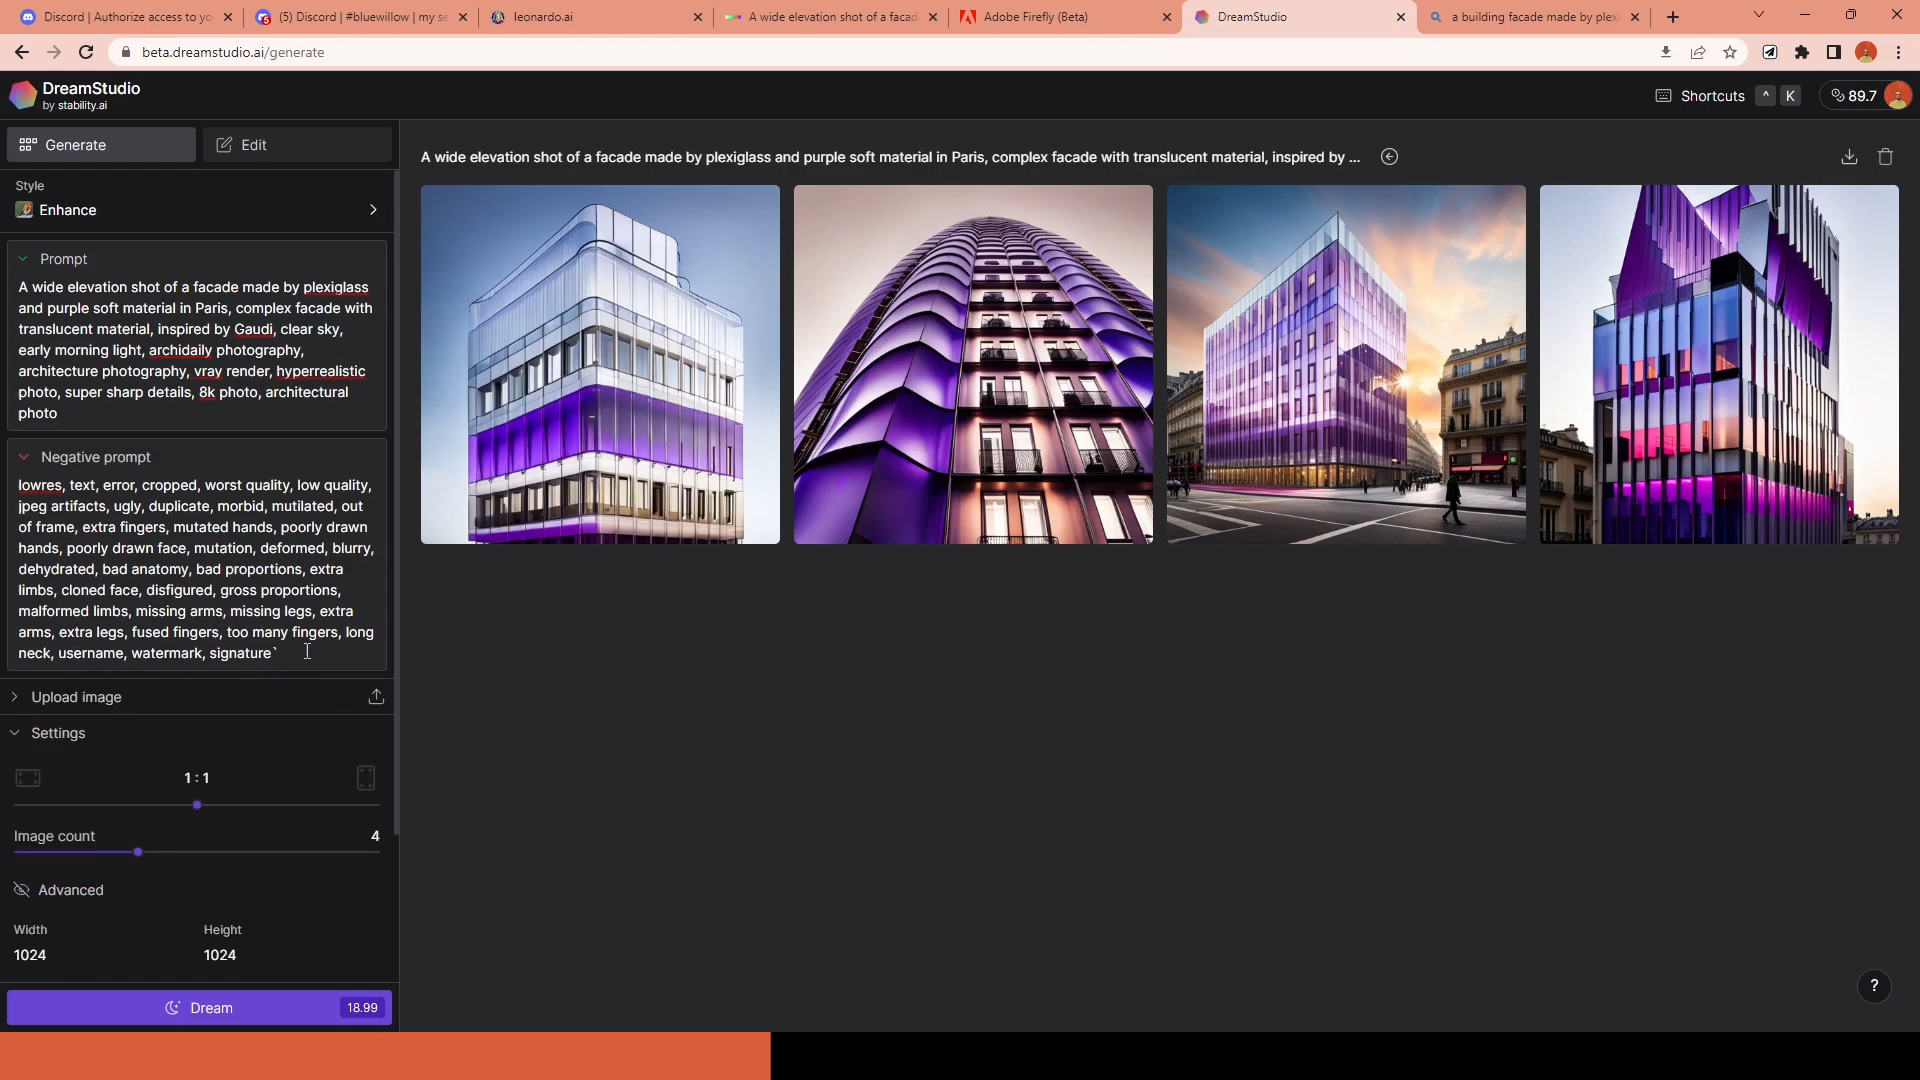 Discord | Authorize access to yo
(5) Discord | #bluewillow | my se
leonardo.ai
A wide elevation shot of a facad
Adobe Firefly (Beta)
DreamStudio
a building facade made by plexi
beta.dreamstudio.ai/generate
DreamStudio
by stability.ai
Shortcuts ^ K
89.7
Generate
Edit
Style
Enhance
Prompt
A wide elevation shot of a facade made by plexiglass
and purple soft material in Paris, complex facade with
translucent material, inspired by Gaudi, clear sky,
early morning light, archidaily photography,
architecture photography, vray render, hyperrealistic
photo, super sharp details, 8k photo, architectural
photo
Negative prompt
lowres, text, error, cropped, worst quality, low quality,
jpeg artifacts, ugly, duplicate, morbid, mutilated, out
of frame, extra fingers, mutated hands, poorly drawn
hands, poorly drawn face, mutation, deformed, blurry,
dehydrated, bad anatomy, bad proportions, extra
limbs, cloned face, disfigured, gross proportions,
malformed limbs, missing arms, missing legs, extra
arms, extra legs, fused fingers, too many fingers, long
neck, username, watermark, signature`
Upload image
Settings
1 : 1
Image count 4
Advanced
Width Height
1024 1024
Dream 18.99
A wide elevation shot of a facade made by plexiglass and purple soft material in Paris, complex facade with translucent material, inspired by ...
?